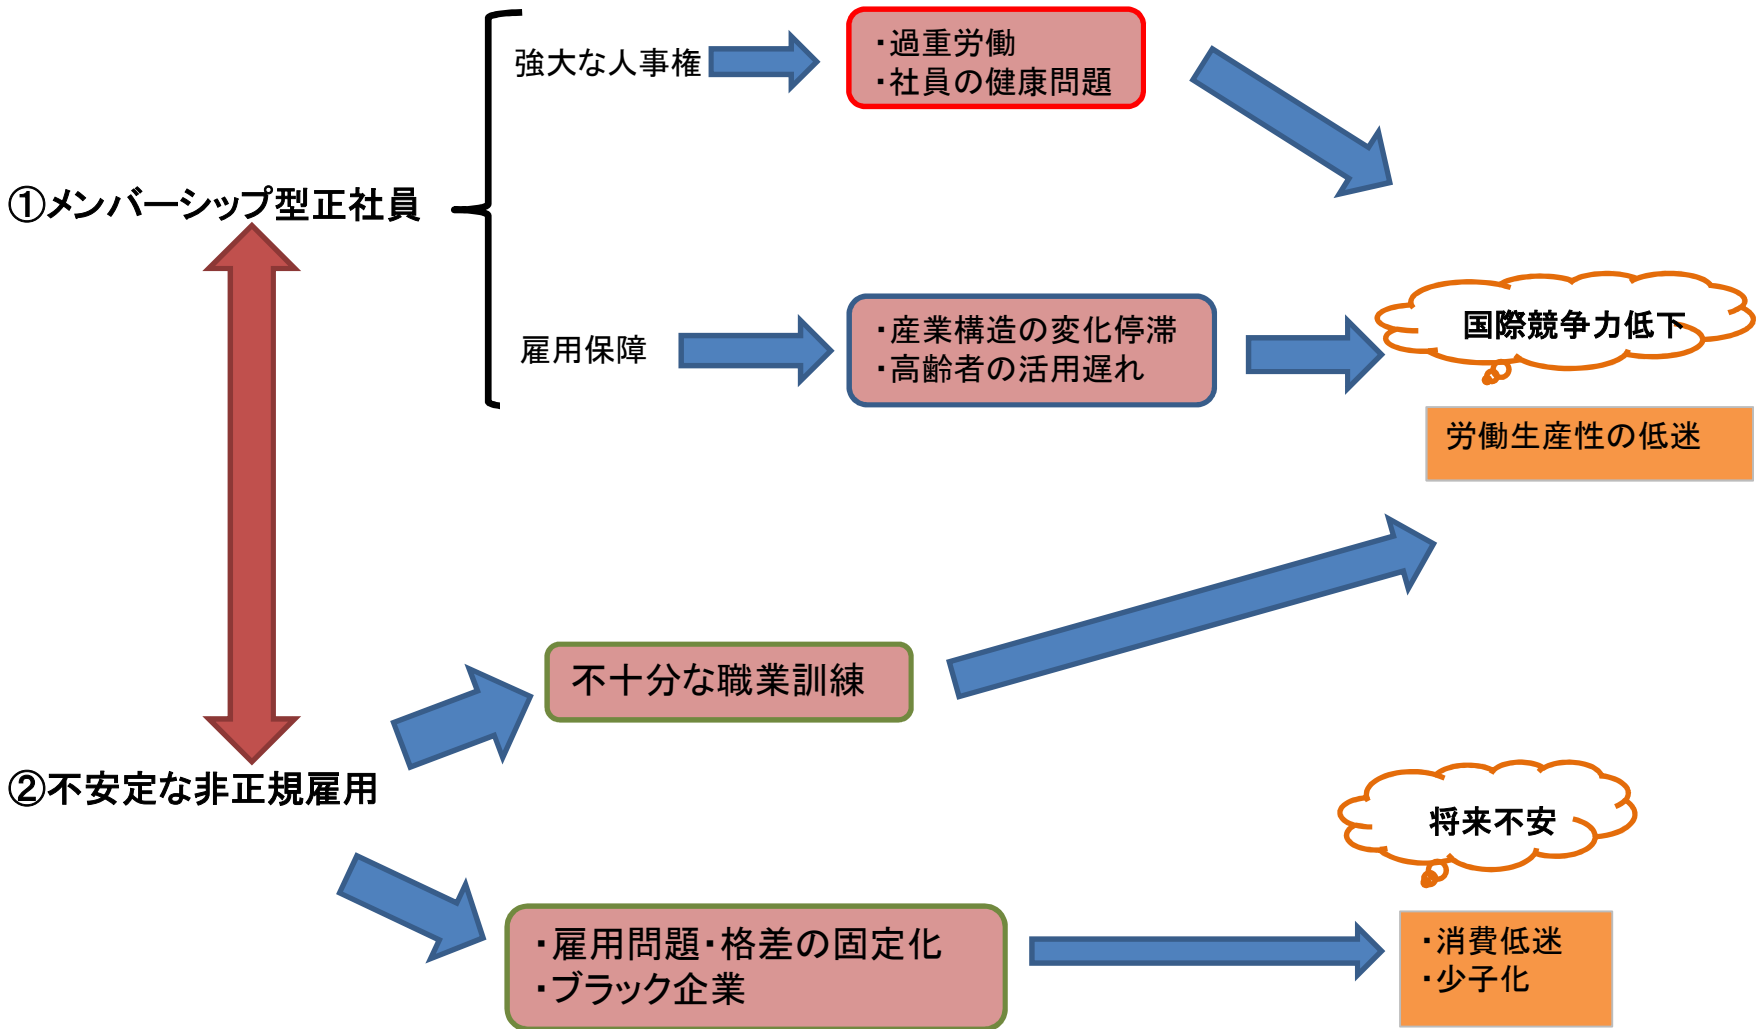 強大な人事権
・過重労働
・社員の健康問題
①メンバーシップ型正社員
雇用保障
・産業構造の変化停滞
・高齢者の活用遅れ
国際競争力低下
労働生産性の低迷
不十分な職業訓練
②不安定な非正規雇用
将来不安
・雇用問題・格差の固定化
・ブラック企業
・消費低迷
・少子化